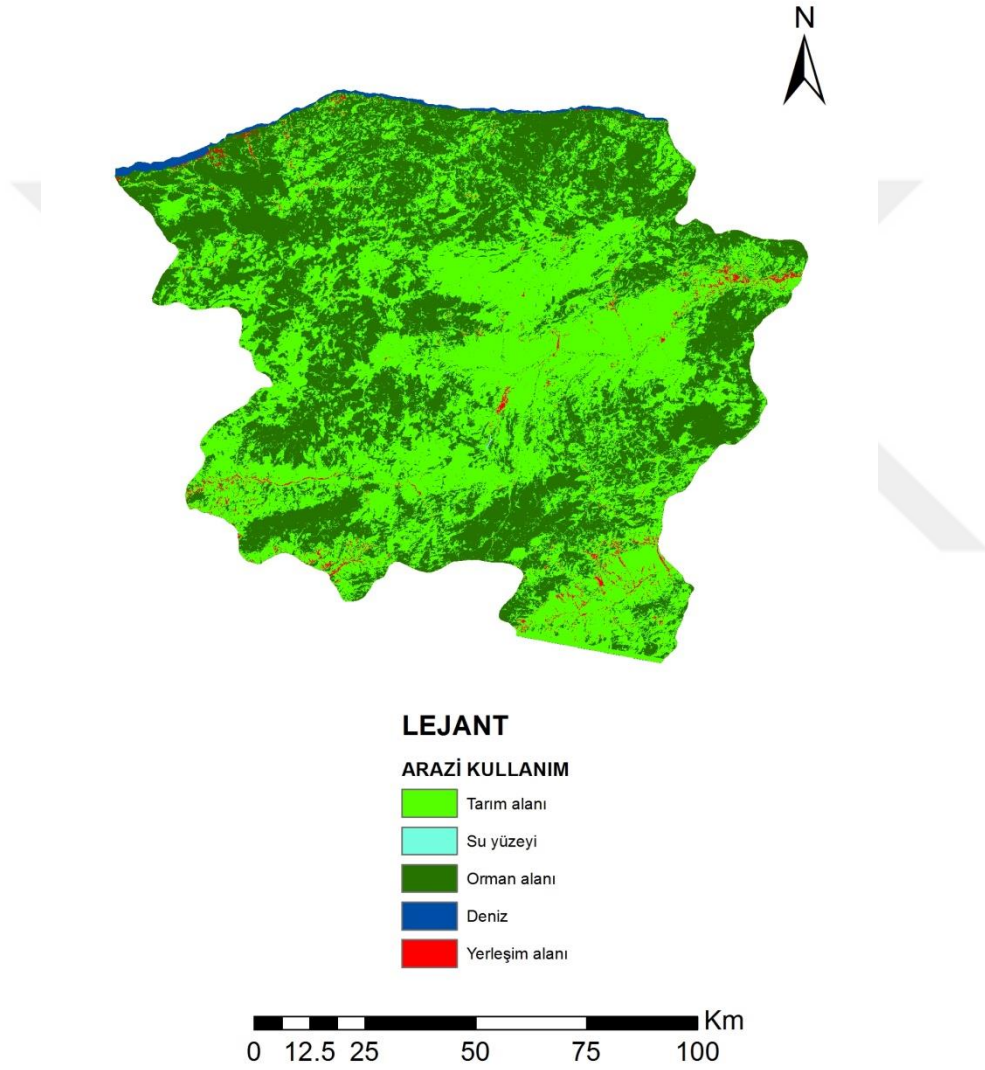 N
LEJANT
ARAZİ KULLANIM
Tarım alanı
Su yüzeyi
Orman alanı
Deniz
Yerleşim alanı
Km
0 12.5 25 50 75 100